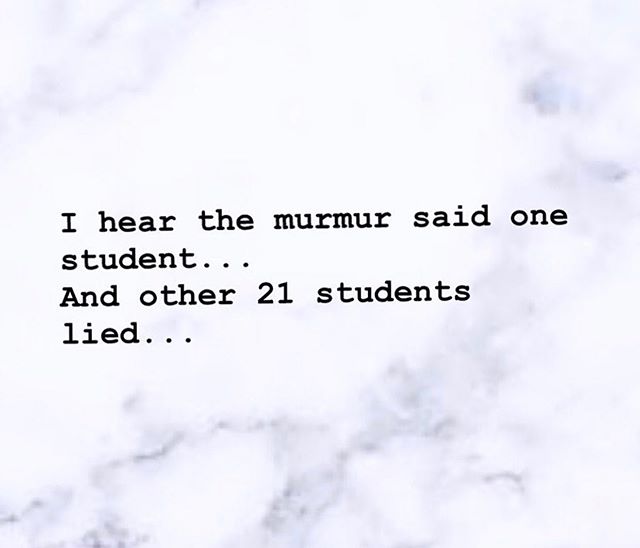 I hear the murmur said one
student...
And other 21 students
lied...